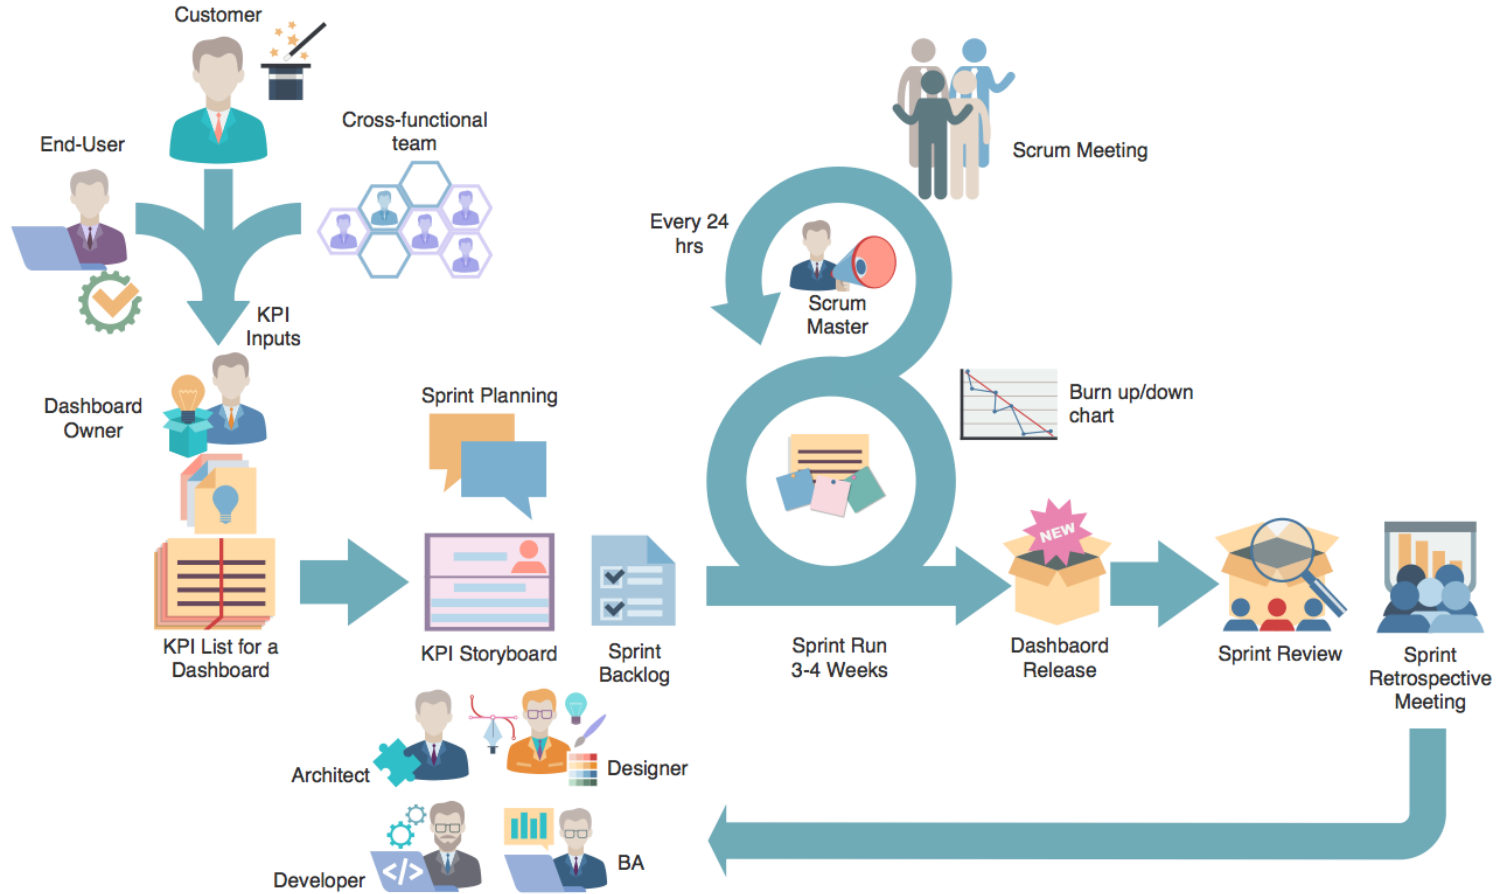 Customer
End-User
Cross-functional
team
KPI
Inputs
Dashboard
Owner
KPI List for a
Dashboard
Sprint Planning
KPI Storyboard
Sprint
Backlog
Architect
Designer
Developer
</>
BA
Every 24
hrs
Scrum
Master
Scrum Meeting
Burn up/down
chart
Sprint Run
3-4 Weeks
NEW
Dashbaord
Release
Sprint Review
Sprint
Retrospective
Meeting